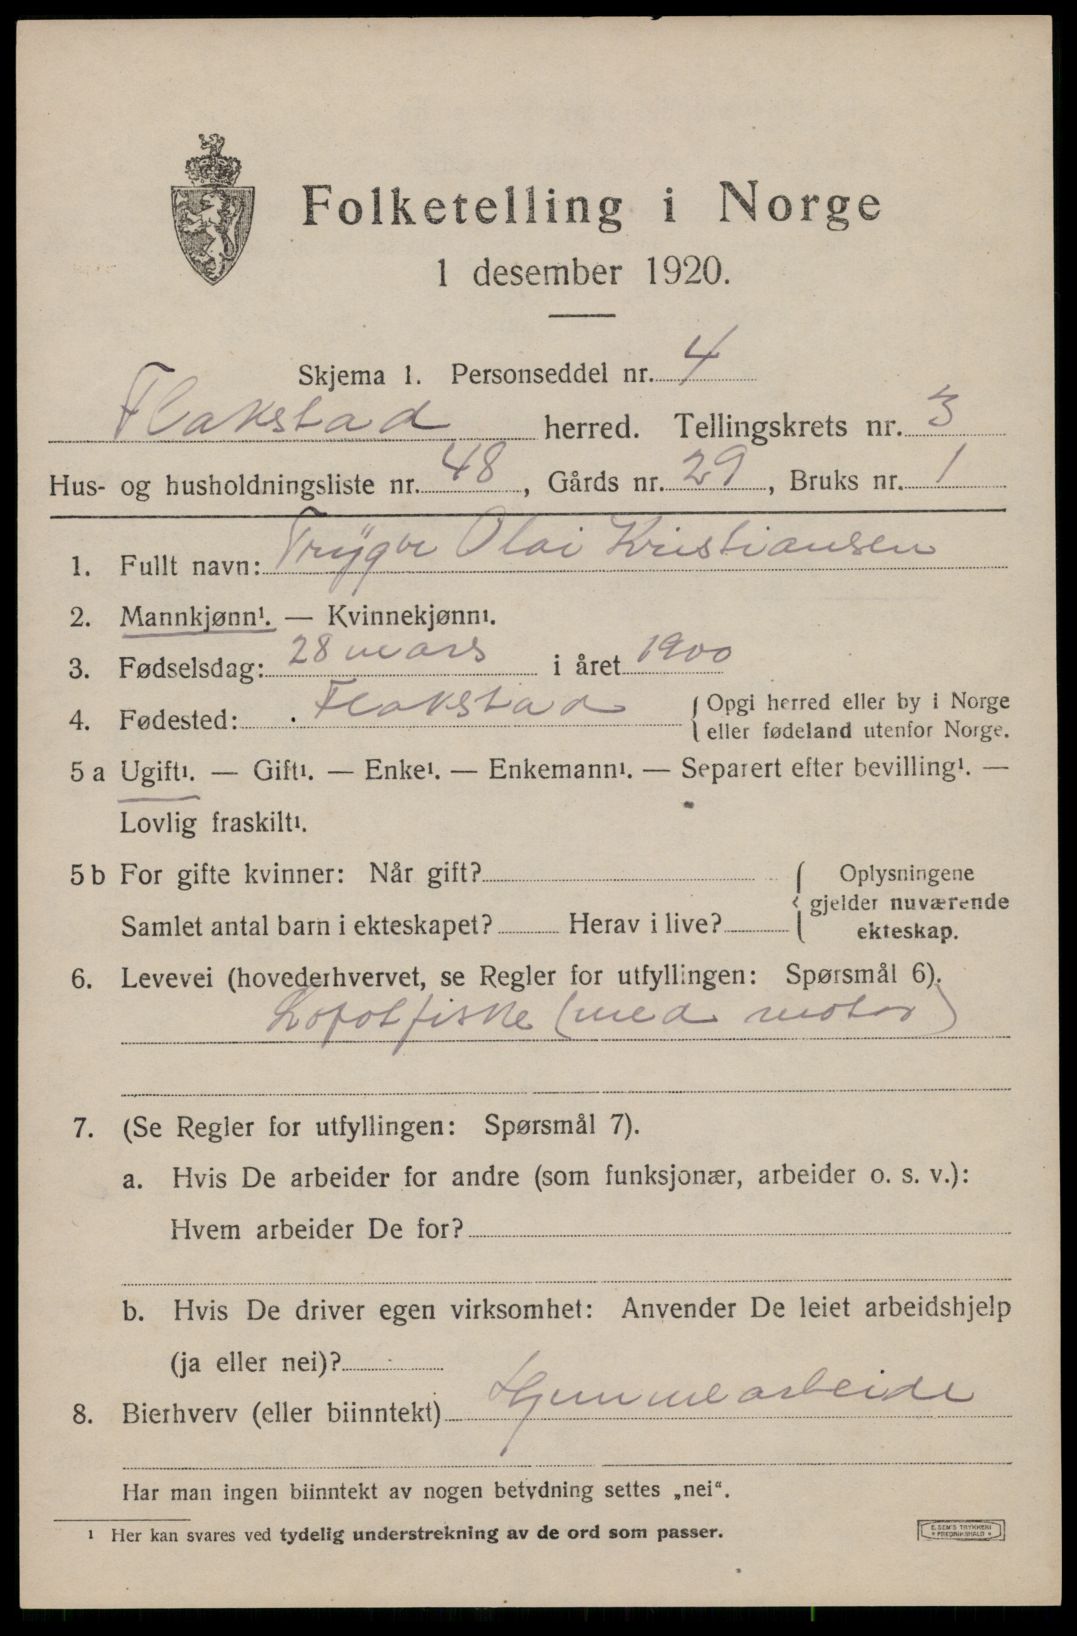 Folketelling i Norge
1 desember 1920.
Skjema 1. Personseddel nr. 4
Flakstad herred. Tellingskrets nr. 3
Hus- og husholdningsliste nr. 48, Gårds nr. 29, Bruks nr. 1
1. Fullt navn: Trygve Olai Kristiansen
2. Mannkjønn¹. — Kvinnekjønn¹.
3. Fødselsdag: 28 mars i året 1900
4. Fødested: Flakstad { Opgi herred eller by i Norge
eller fødeland utenfor Norge.
5 a Ugift¹. — Gift¹. — Enke¹. — Enkemann¹. — Separert efter bevilling¹. —
Lovlig fraskilt¹.
5 b For gifte kvinner: Når gift? { Oplysningene
gjelder nuværende
Samlet antal barn i ekteskapet? Herav i live? ekteskap.
6. Levevei (hovederhvervet, se Regler for utfyllingen: Spørsmål 6).
Lofotfiske (med motor)
7. (Se Regler for utfyllingen: Spørsmål 7).
a. Hvis De arbeider for andre (som funksjonær, arbeider o. s. v.):
Hvem arbeider De for?
b. Hvis De driver egen virksomhet: Anvender De leiet arbeidshjelp
(ja eller nei)?
8. Bierhverv (eller biinntekt) Hjemmearbeide
Har man ingen biinntekt av nogen betydning settes „nei“.
¹ Her kan svares ved tydelig understrekning av de ord som passer.
E. SEM'S TRYKKERI
• FREDRIKSHALD •